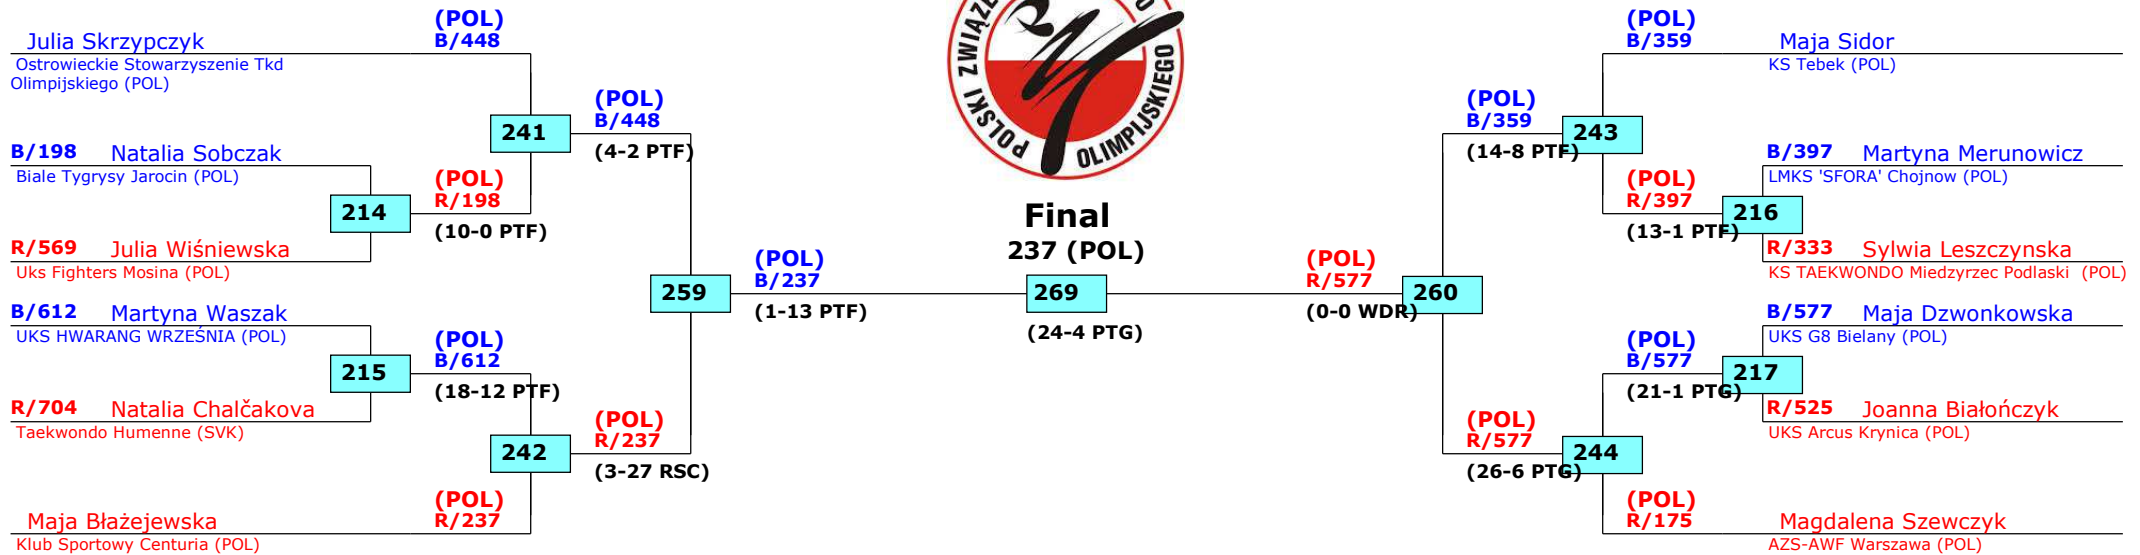 (POL)
B/448
Julia Skrzypczyk
Ostrowieckie Stowarzyszenie Tkd
Olimpijskiego (POL)
241
(POL)
B/448
(4-2 PTF)
B/198 Natalia Sobczak
Biale Tygrysy Jarocin (POL)
214
(POL)
R/198
(10-0 PTF)
R/569 Julia Wiśniewska
Uks Fighters Mosina (POL)
259
(POL)
B/237
(1-13 PTF)
B/612 Martyna Waszak
UKS HWARANG WRZEŚNIA (POL)
215
(POL)
B/612
(18-12 PTF)
R/704 Natalia Chalčakova
Taekwondo Humenne (SVK)
242
(POL)
R/237
(3-27 RSC)
(POL)
R/237
Maja Błażejewska
Klub Sportowy Centuria (POL)
POLSKI
OLIMPIJSKIEGO
Final
237 (POL)
269
(24-4 PTG)
(POL)
B/359
Maja Sidor
KS Tebek (POL)
(POL)
B/359
(14-8 PTF)
243
B/397 Martyna Merunowicz
LMKS 'SFORA' Chojnow (POL)
(POL)
R/397
(13-1 PTF)
216
R/333 Sylwia Leszczynska
KS TAEKWONDO Miedzyrzec Podlaski (POL)
(POL)
R/577
(0-0 WDR)
260
B/577 Maja Dzwonkowska
UKS G8 Bielany (POL)
(POL)
B/577
(21-1 PTG)
217
R/525 Joanna Białończyk
UKS Arcus Krynica (POL)
(POL)
R/577
(26-6 PTG)
244
(POL)
R/175
Magdalena Szewczyk
AZS-AWF Warszawa (POL)